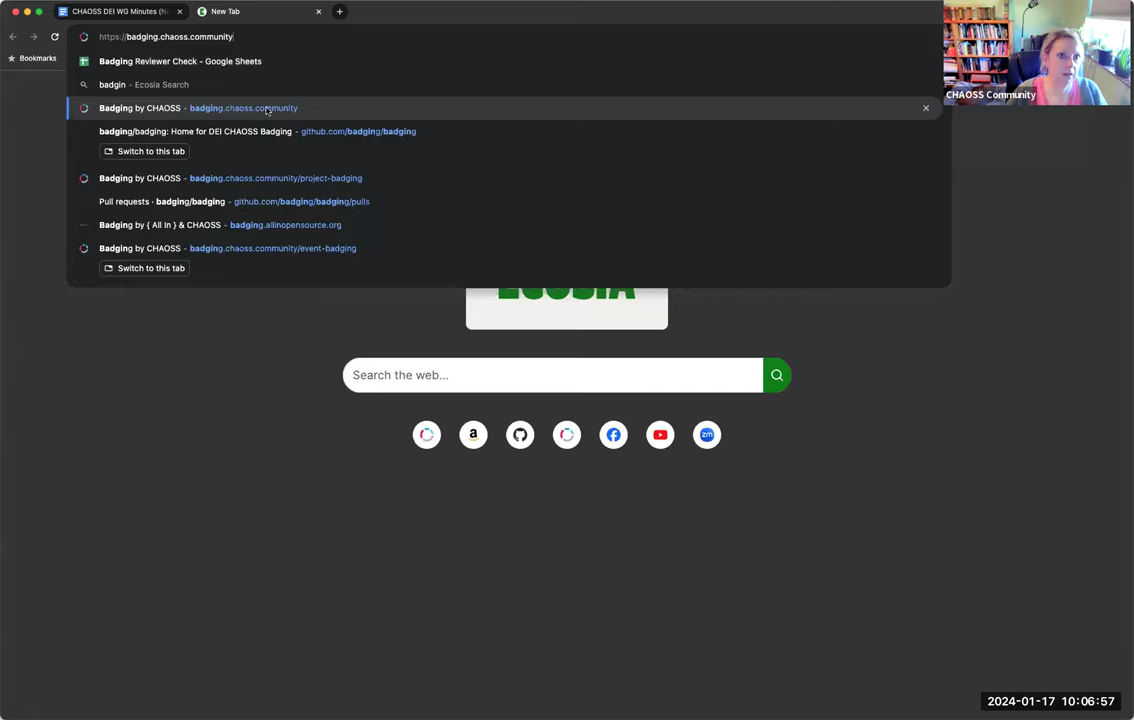 CHAOSS DEI WG Minutes (N
New Tab
https://badging.chaoss.community
Bookmarks
Badging Reviewer Check - Google Sheets
badgin - Ecosia Search
Badging by CHAOSS - badging.chaoss.community
badging/badging: Home for DEI CHAOSS Badging - github.com/badging/badging
Switch to this tab
Badging by CHAOSS - badging.chaoss.community/project-badging
Pull requests · badging/badging - github.com/badging/badging/pulls
Badging by { All In } & CHAOSS - badging.allinopensource.org
Badging by CHAOSS - badging.chaoss.community/event-badging
Switch to this tab
ECOSIA
Search the web...
a
zm
CHAOSS Community
2024-01-17 10:06:57